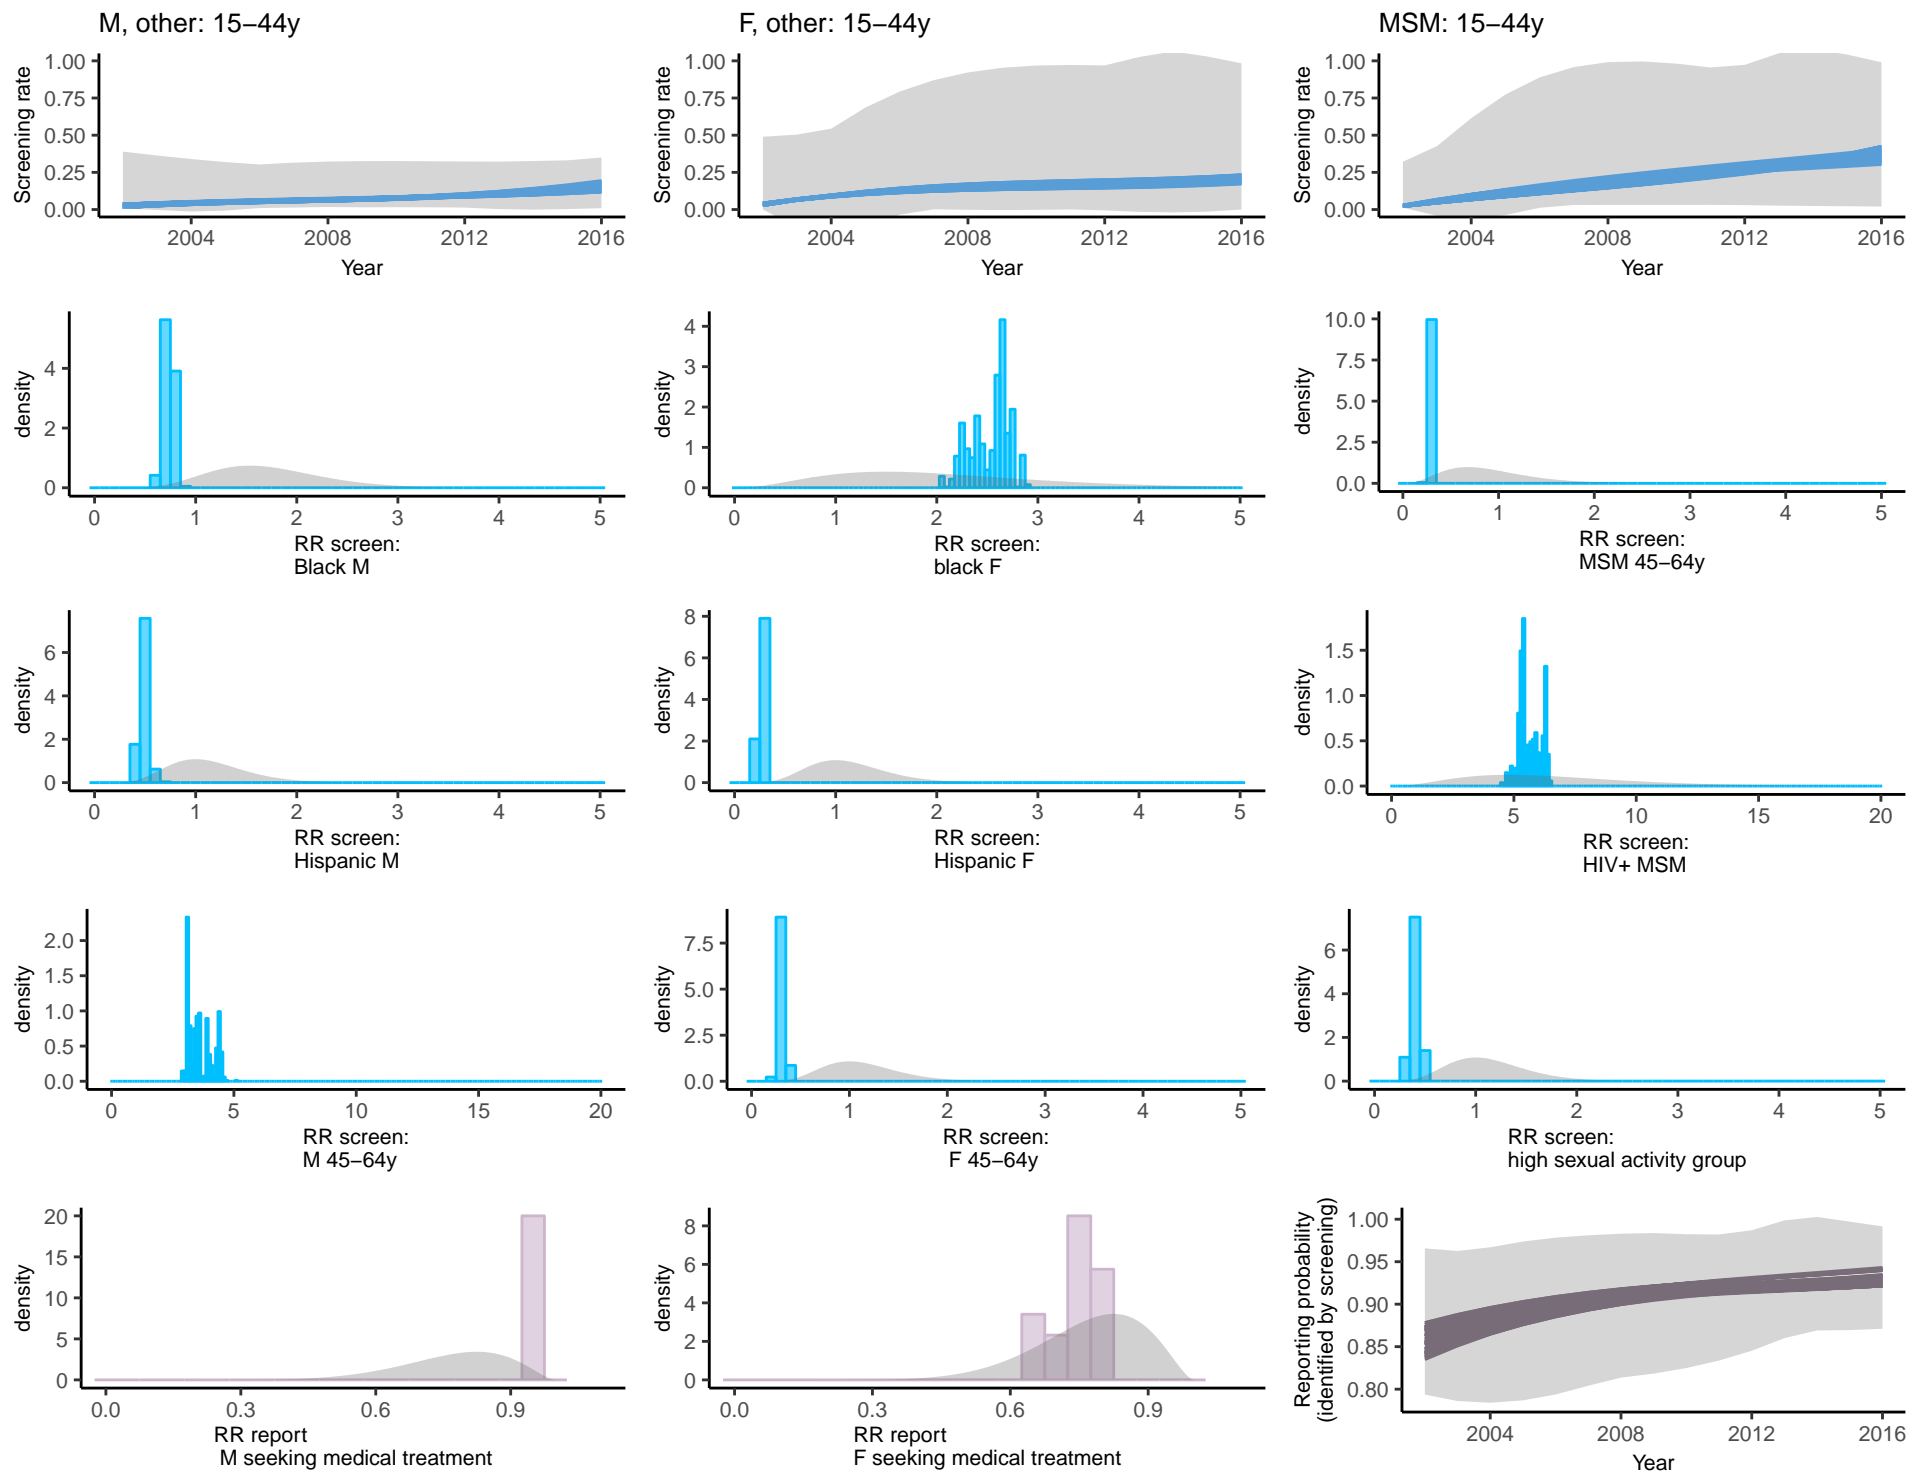 M, other: 15−44y
F, other: 15−44y
MSM: 15−44y
Screening rate
1.00
0.75
0.50
0.25
0.00
2004 2008 2012 2016
Year
Screening rate
1.00
0.75
0.50
0.25
0.00
2004 2008 2012 2016
Year
Screening rate
1.00
0.75
0.50
0.25
0.00
2004 2008 2012 2016
Year
density
4
2
0
0 1 2 3 4 5
RR screen:
Black M
density
4
3
2
1
0
0 1 2 3 4 5
RR screen:
black F
density
10.0
7.5
5.0
2.5
0.0
0 1 2 3 4 5
RR screen:
MSM 45−64y
density
6
4
2
0
0 1 2 3 4 5
RR screen:
Hispanic M
density
8
6
4
2
0
0 1 2 3 4 5
RR screen:
Hispanic F
density
1.5
1.0
0.5
0.0
0 5 10 15 20
RR screen:
HIV+ MSM
density
2.0
1.5
1.0
0.5
0.0
0 5 10 15 20
RR screen:
M 45−64y
density
7.5
5.0
2.5
0.0
0 1 2 3 4 5
RR screen:
F 45−64y
density
6
4
2
0
0 1 2 3 4 5
RR screen:
high sexual activity group
density
20
15
10
5
0
0.0 0.3 0.6 0.9
RR report
M seeking medical treatment
density
8
6
4
2
0
0.0 0.3 0.6 0.9
RR report
F seeking medical treatment
Reporting probability
(identified by screening)
1.00
0.95
0.90
0.85
0.80
2004 2008 2012 2016
Year